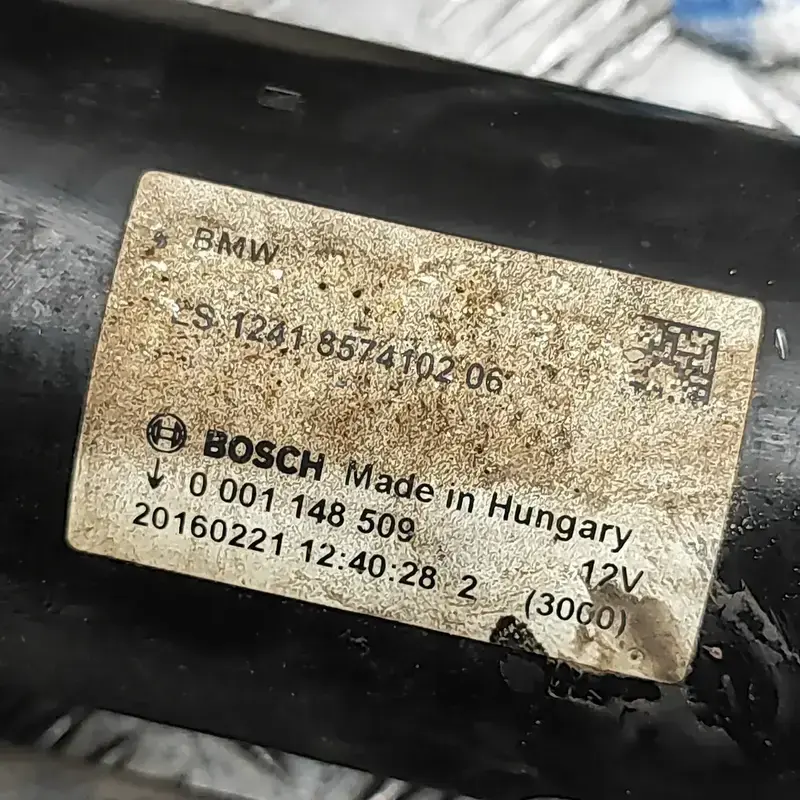 BMW
ES 1241 8574102 06
BOSCH Made in Hungary
0 001 148 509 12V
20160221 12:40:28 2 (3000)